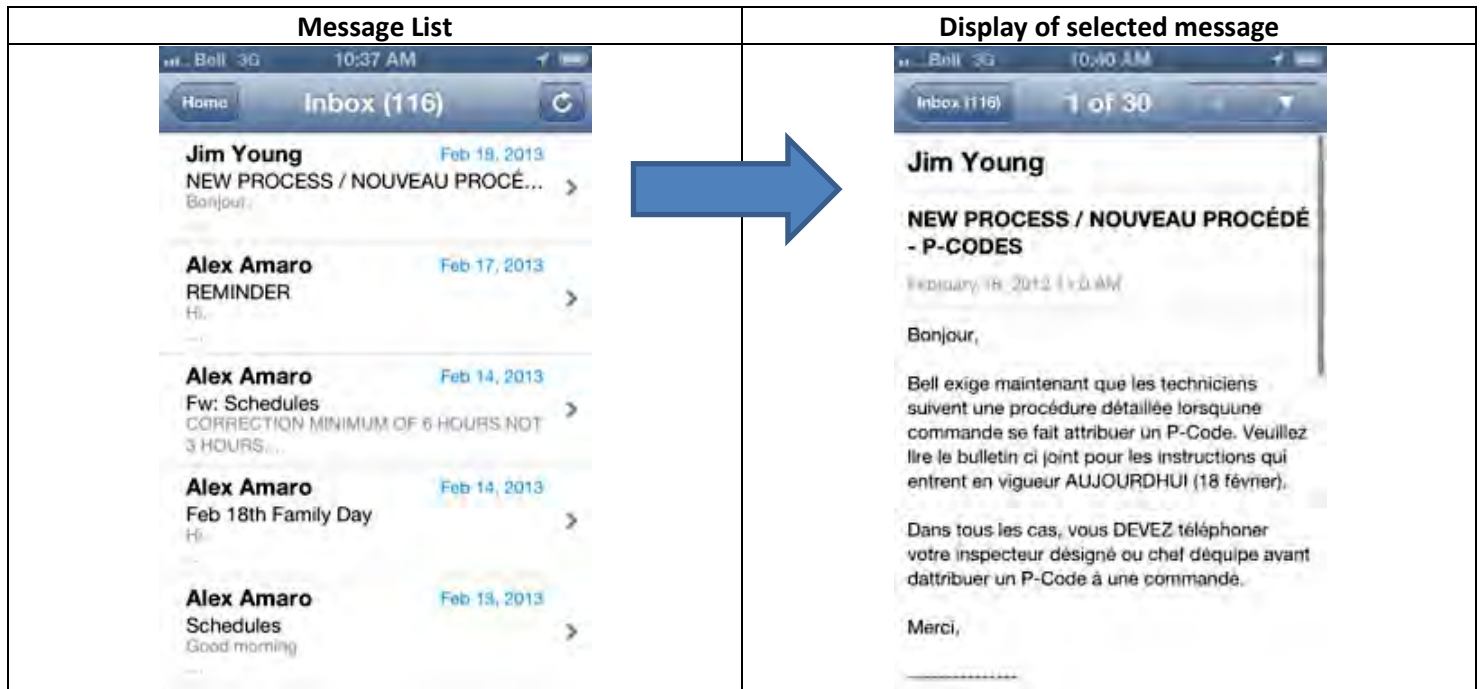 Message List
Display of selected message
Bell 3G 10:37 AM
Home Inbox (116)
Jim Young Feb 18, 2013
NEW PROCESS / NOUVEAU PROCÉ...
Bonjour,
...
Alex Amaro Feb 17, 2013
REMINDER
Hi,
...
Alex Amaro Feb 14, 2013
Fw: Schedules
CORRECTION MINIMUM OF 6 HOURS NOT
3 HOURS....
Alex Amaro Feb 14, 2013
Feb 18th Family Day
Hi
...
Alex Amaro Feb 13, 2013
Schedules
Good morning
...
Bell 3G 10:40 AM
Inbox (116) 1 of 30
Jim Young
NEW PROCESS / NOUVEAU PROCÉDÉ
- P-CODES
February 18, AM
Bonjour,
Bell exige maintenant que les techniciens
suivent une procédure détaillée lorsquune
commande se fait attribuer un P-Code. Veuillez
lire le bulletin ci joint pour les instructions qui
entrent en vigueur AUJOURDHUI (18 février).
Dans tous les cas, vous DEVEZ téléphoner
votre inspecteur désigné ou chef déquipe avant
dattribuer un P-Code à une commande.
Merci,
---------------